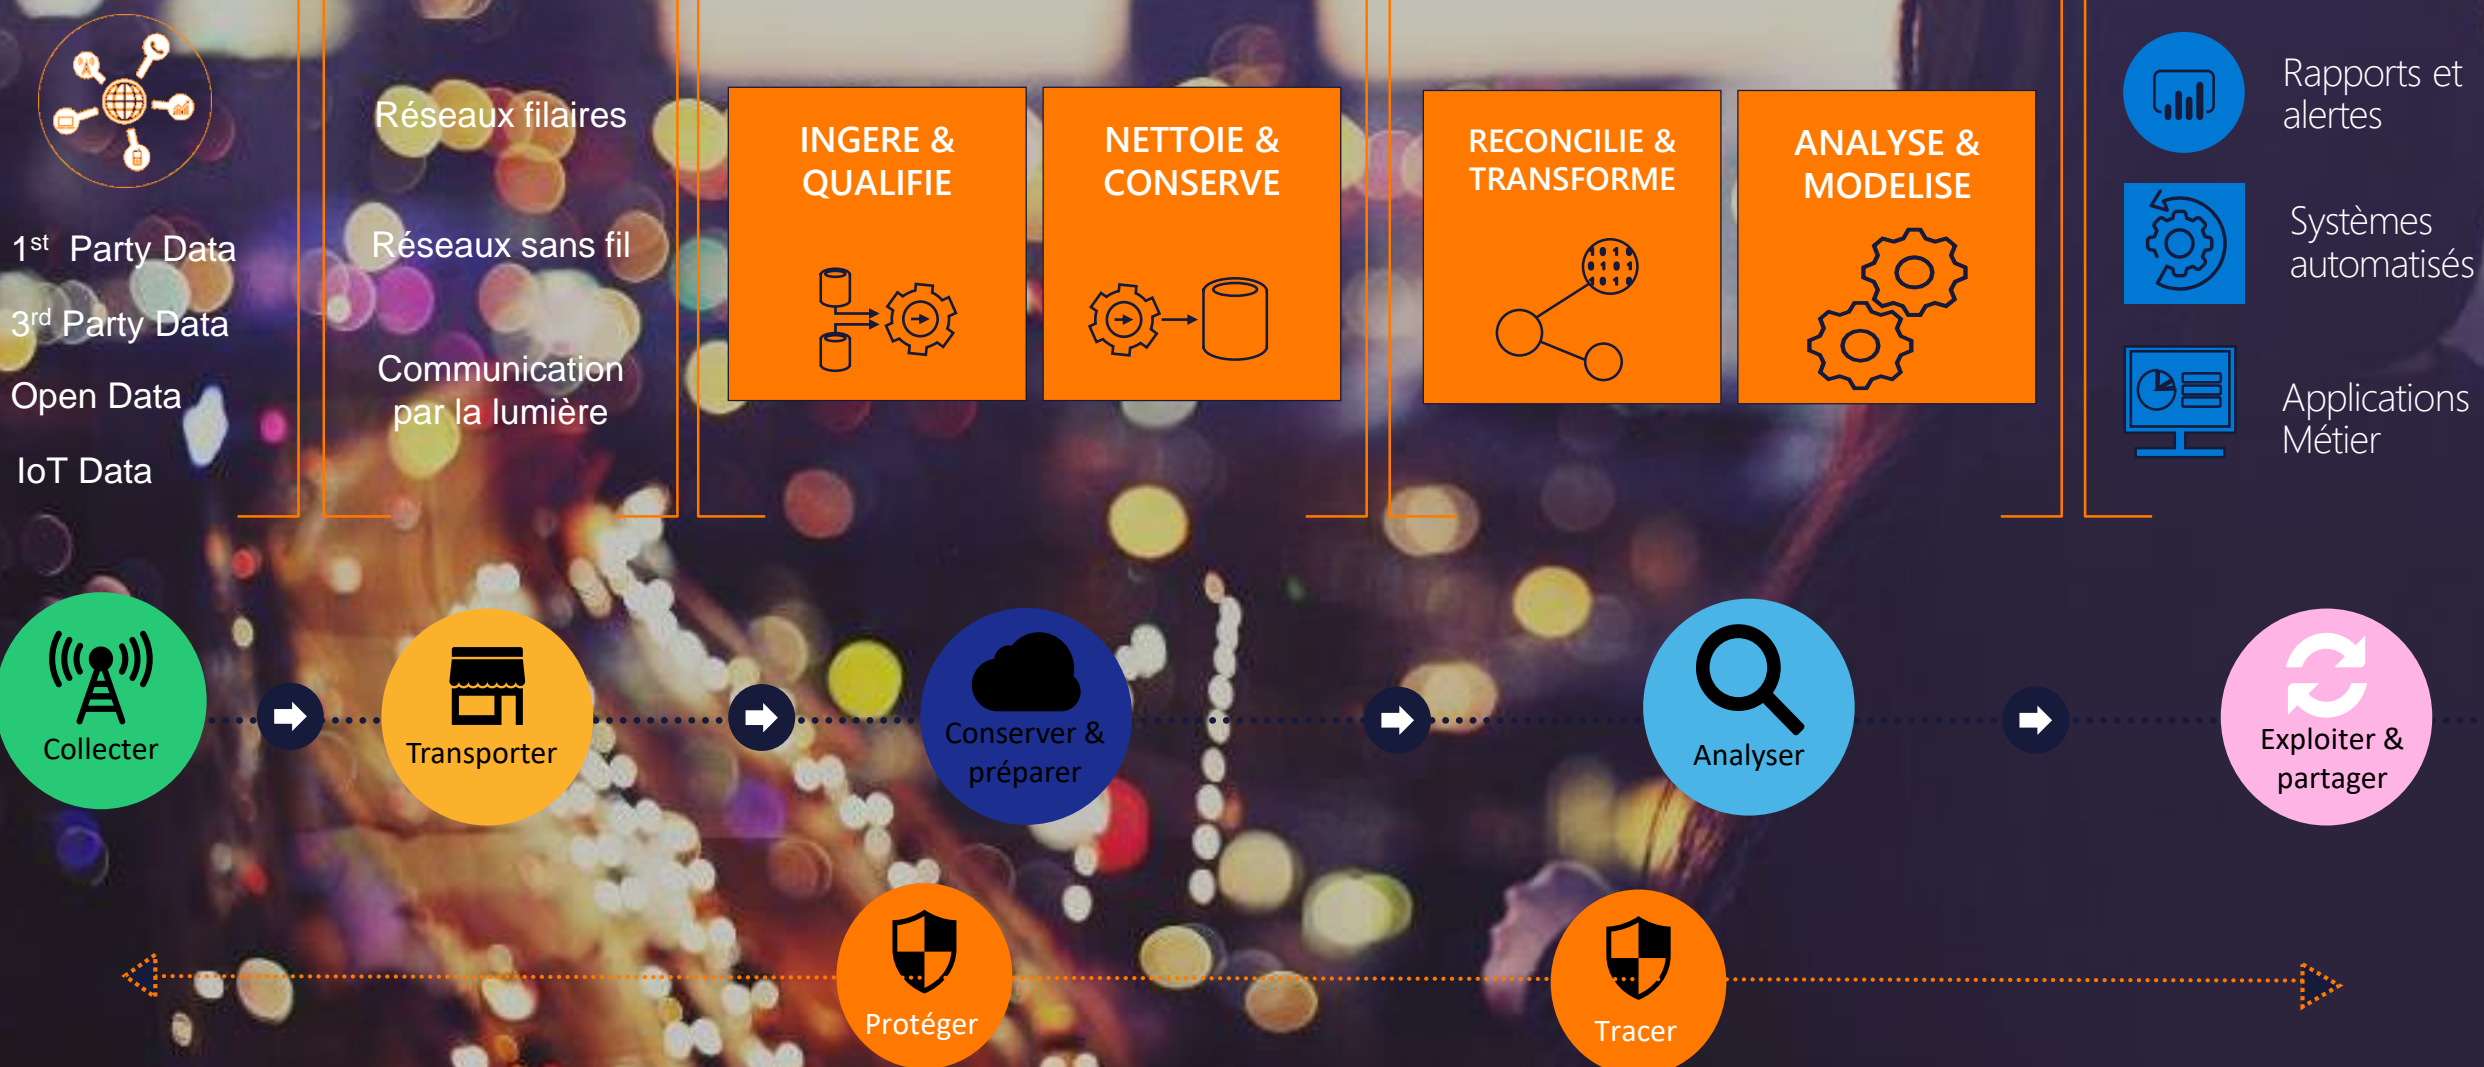 1st Party Data
3rd Party Data
Open Data
IoT Data
Réseaux filaires
Réseaux sans fil
Communication
par la lumière
INGERE &
QUALIFIE
NETTOIE &
CONSERVE
RECONCILIE &
TRANSFORME
ANALYSE &
MODELISE
Rapports et
alertes
Systèmes
automatisés
Applications
Métier
Collecter
Transporter
Conserver &
préparer
Analyser
Exploiter &
partager
Protéger
Tracer